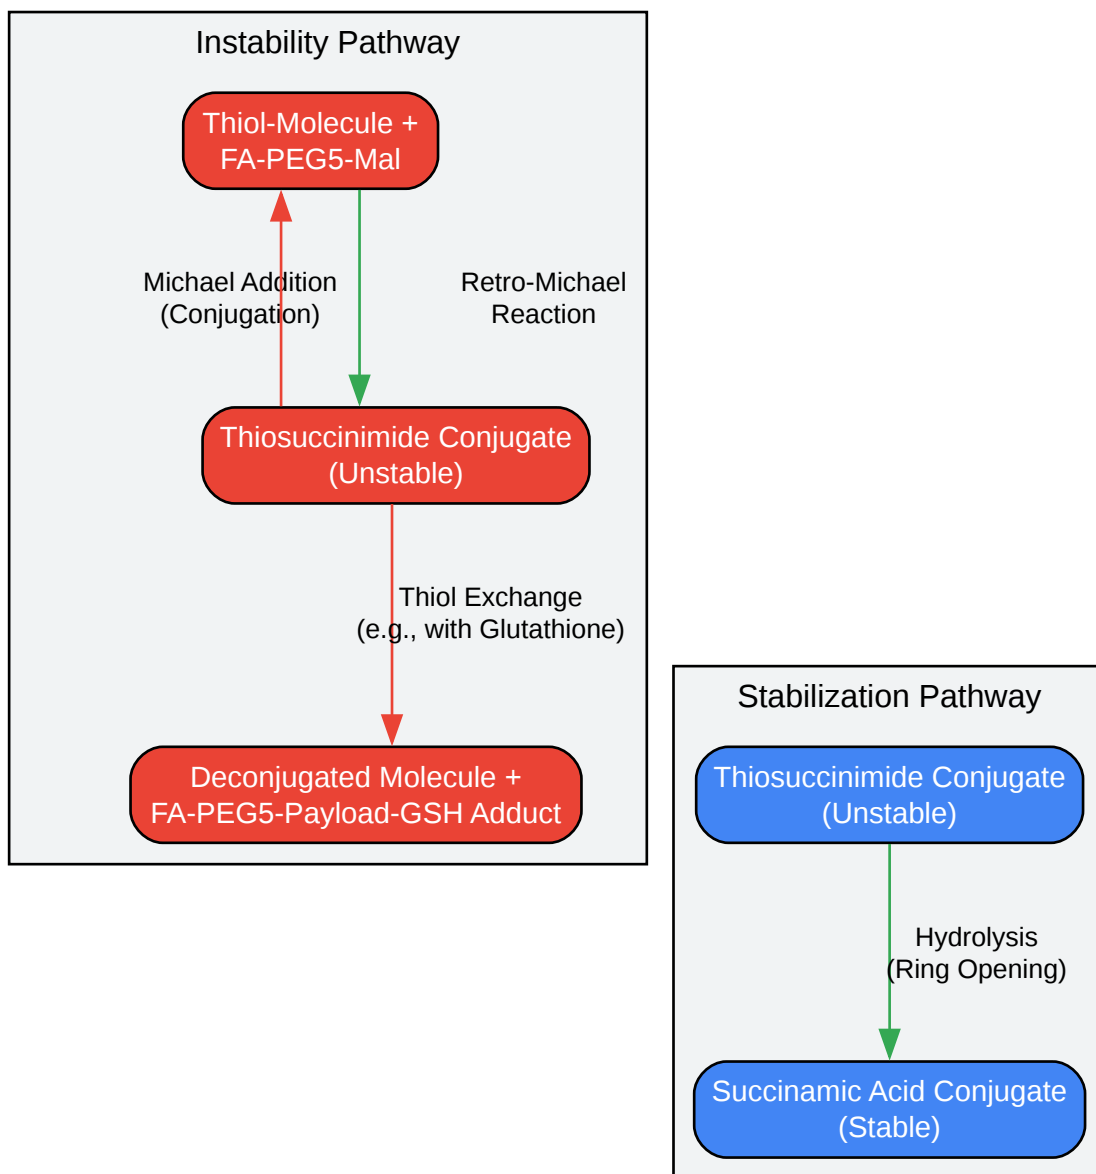 Instability Pathway
Thiol-Molecule +
FA-PEG5-Mal
Michael Addition
(Conjugation)
Retro-Michael
Reaction
Thiosuccinimide Conjugate
(Unstable)
Thiol Exchange
(e.g., with Glutathione)
Deconjugated Molecule +
FA-PEG5-Payload-GSH Adduct
Stabilization Pathway
Thiosuccinimide Conjugate
(Unstable)
Hydrolysis
(Ring Opening)
Succinamic Acid Conjugate
(Stable)